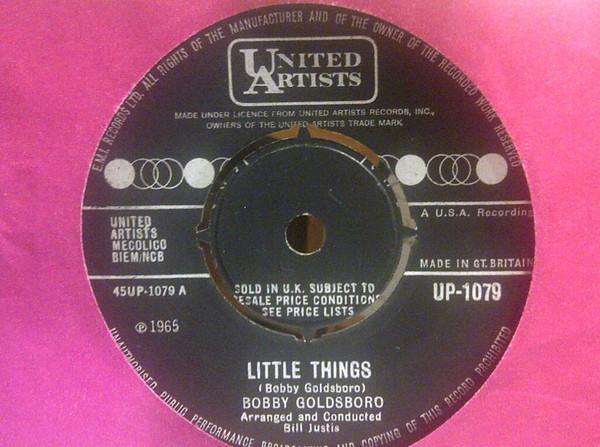 E.M.I. RECORDS LTD. ALL RIGHTS OF THE MANUFACTURER AND OF THE OWNER OF THE RECORDED WORK RESERVED
UNITED
ARTISTS
MADE UNDER LICENCE FROM UNITED ARTISTS RECORDS, INC.,
OWNERS OF THE UNITED ARTISTS TRADE MARK
UNITED
ARTISTS
MECOLICO
BIEM/NCB
A U.S.A. Recording
MADE IN GT. BRITAIN
45UP-1079 A
SOLD IN U.K. SUBJECT TO
RESALE PRICE CONDITIONS
SEE PRICE LISTS
UP-1079
℗ 1965
LITTLE THINGS
(Bobby Goldsboro)
BOBBY GOLDSBORO
Arranged and Conducted
Bill Justis
UNAUTHORISED PUBLIC PERFORMANCE BROADCASTING AND COPYING OF THIS RECORD PROHIBITED